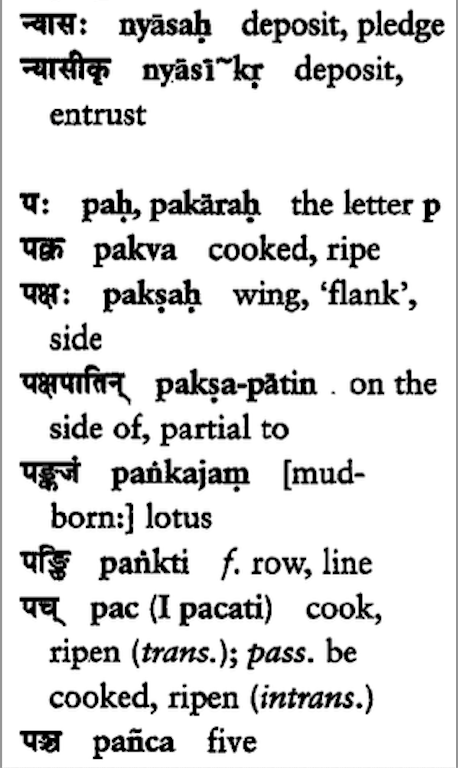 न्यासः nyāsaḥ deposit, pledge
न्यासीकृ nyāsī~kṛ deposit,
entrust
पः paḥ, pakāraḥ the letter p
पक्व pakva cooked, ripe
पक्षः pakṣaḥ wing, ‘flank’,
side
पक्षपातिन् pakṣa-pātin . on the
side of, partial to
पङ्कजं paṅkajaṃ [mud-
born:] lotus
पङ्क्ति paṅkti f. row, line
पच् pac (I pacati) cook,
ripen (trans.); pass. be
cooked, ripen (intrans.)
पञ्च pañca five